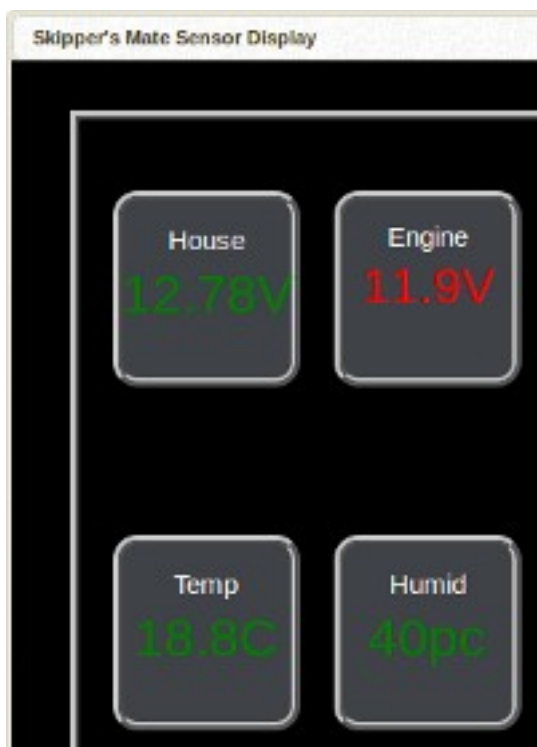 Skipper's Mate Sensor Display
House
12.78V
Engine
11.9V
Temp
18.8C
Humid
40pc